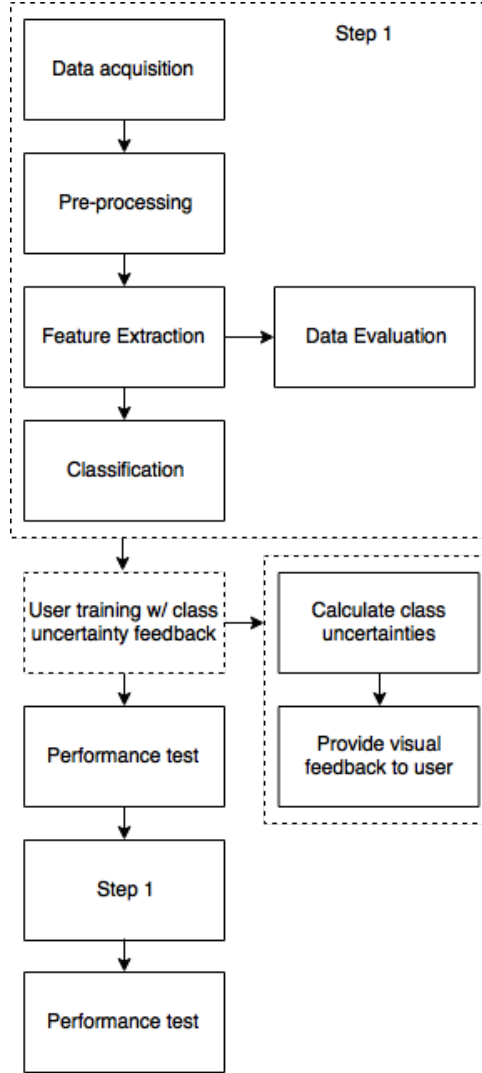 Step 1
Data acquisition
Pre-processing
Feature Extraction
Data Evaluation
Classification
User training w/ class
uncertainty feedback
Calculate class
uncertainties
Performance test
Provide visual
feedback to user
Step 1
Performance test